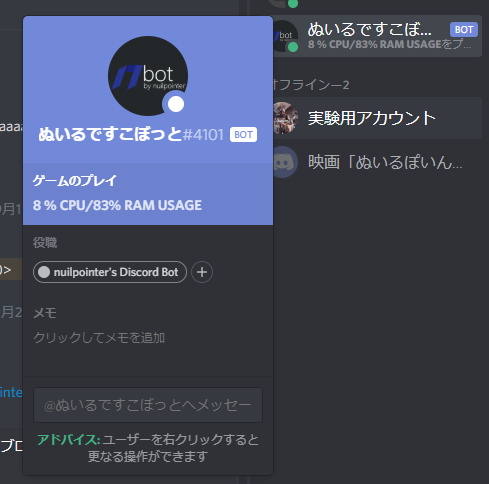 bot
by nuilpointer
ぬいるですこぼっと#4101 BOT
ゲームのプレイ
8 % CPU/83% RAM USAGE
役職
nuilpointer's Discord Bot
メモ
クリックしてメモを追加
@ぬいるですこぼっとへメッセー
アドバイス: ユーザーを右クリックすると
更なる操作ができます
ぬいるですこぼ... BOT
8 % CPU/83% RAM USAGEをプ...
オフライン—2
実験用アカウント
映画「ぬいるぽいん...
aaaa
月1
0>
月2
inte
ブロ